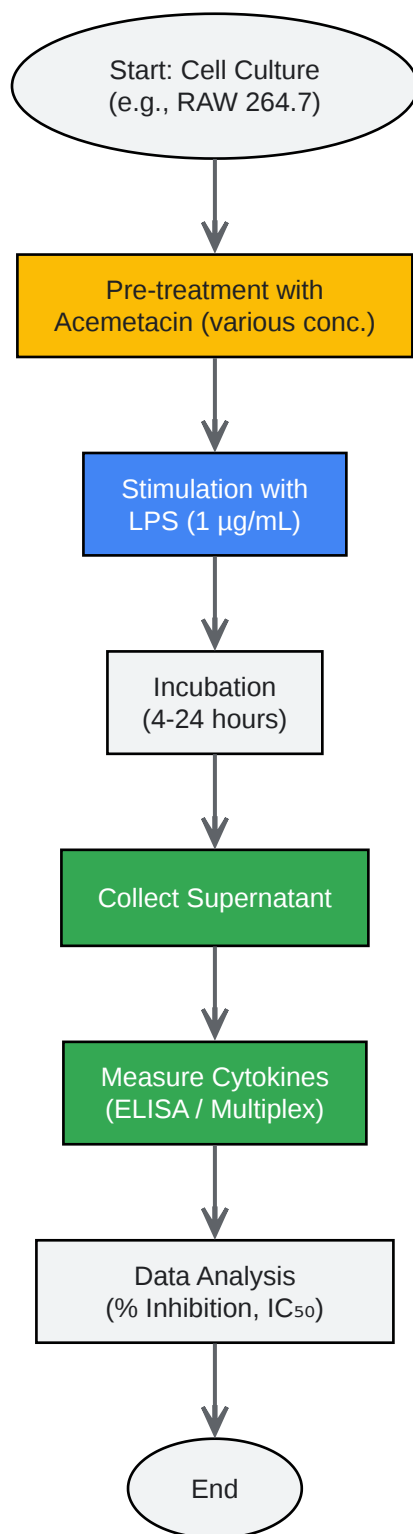 Start: Cell Culture
(e.g., RAW 264.7)
Pre-treatment with
Acemetacin (various conc.)
Stimulation with
LPS (1 µg/mL)
Incubation
(4-24 hours)
Collect Supernatant
Measure Cytokines
(ELISA / Multiplex)
Data Analysis
(% Inhibition, IC₅₀)
End